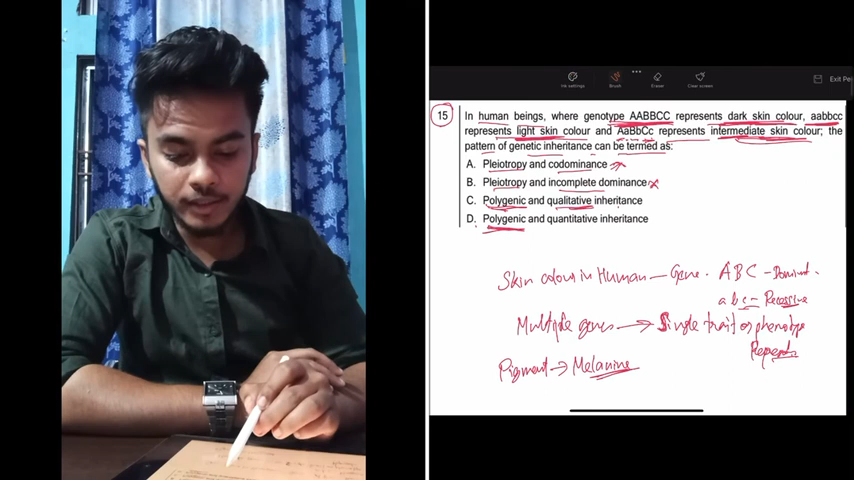 Ink settings
Brush
Eraser
Clear screen
Exit Pe
15 In human beings, where genotype AABBCC represents dark skin colour, aabbcc
represents light skin colour and AaBbCc represents intermediate skin colour; the
pattern of genetic inheritance can be termed as:
A. Pleiotropy and codominance
B. Pleiotropy and incomplete dominance
C. Polygenic and qualitative inheritance
D. Polygenic and quantitative inheritance
Skin colour in Human — Gene. ABC -
abc - Recessive
Multiple genes → Single trait or phenotype
Pigment → Melanine